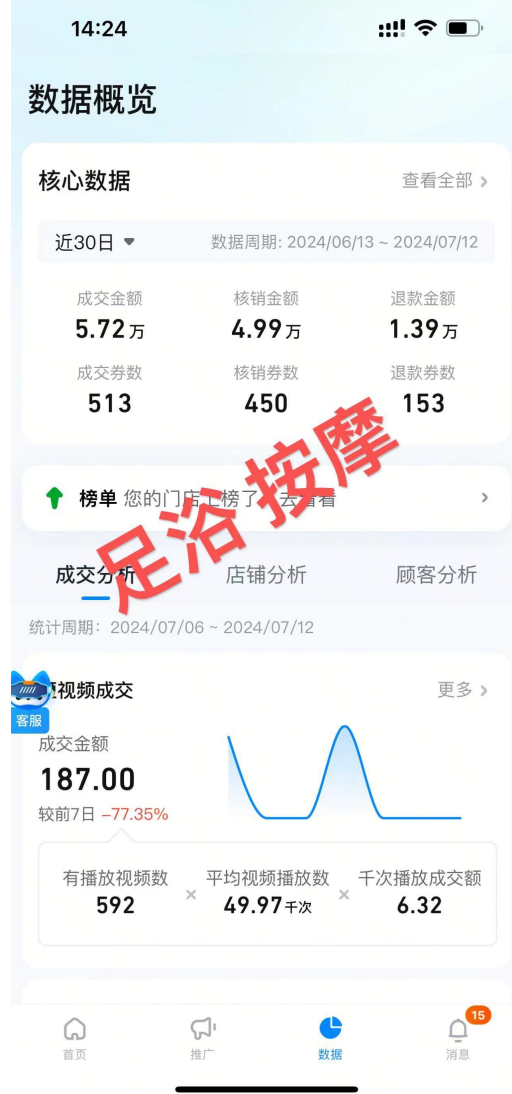 14:24
数据概览
核心数据 查看全部 >
近30日 数据周期: 2024/06/13 ~ 2024/07/12
成交金额 核销金额 退款金额
5.72万 4.99万 1.39万
成交券数 核销券数 退款券数
513 450 153
榜单 您的门店上榜了，去看看 >
足浴 按摩
成交分析 店铺分析 顾客分析
统计周期: 2024/07/06 ~ 2024/07/12
短视频成交 更多 >
客服
成交金额
187.00
较前7日 -77.35%
有播放视频数 × 平均视频播放数 × 千次播放成交额
592 49.97千次 6.32
首页 推广 数据 15 消息